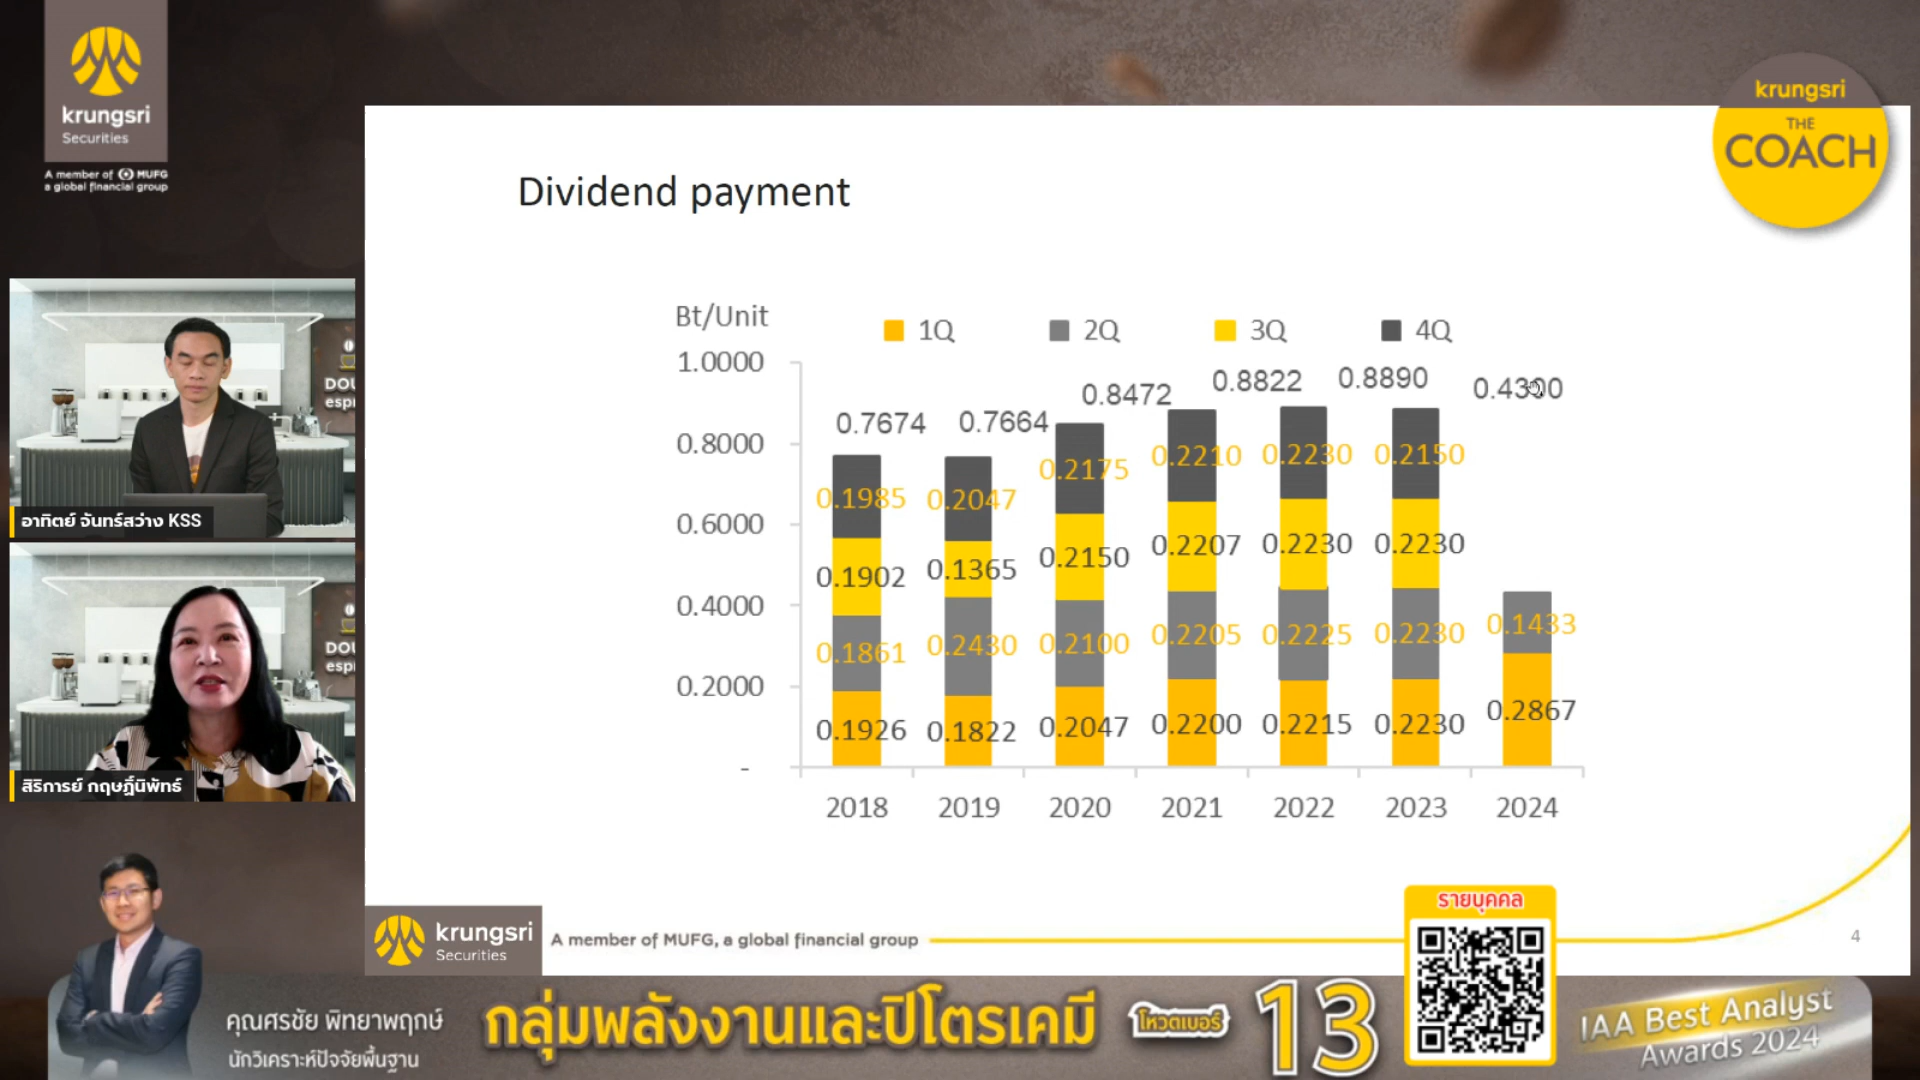 krungsri
Securities
A member of MUFG
a global financial group
krungsri
THE
COACH
Dividend payment
Bt/Unit
1Q 2Q 3Q 4Q
1.0000
0.8000
0.6000
0.4000
0.2000
-
0.7674 0.7664 0.8472 0.8822 0.8890 0.4300
0.1985 0.2047 0.2175 0.2210 0.2230 0.2150
0.1902 0.1365 0.2150 0.2207 0.2230 0.2230
0.1861 0.2430 0.2100 0.2205 0.2225 0.2230 0.1433
0.1926 0.1822 0.2047 0.2200 0.2215 0.2230 0.2867
2018 2019 2020 2021 2022 2023 2024
อาทิตย์ จันทร์สว่าง KSS
สิริการย์ กฤษฎิ์นิพัทธ์
krungsri
Securities
A member of MUFG, a global financial group
4
รายบุคคล
คุณศรชัย พิทยาพฤกษ์
นักวิเคราะห์ปัจจัยพื้นฐาน
กลุ่มพลังงานและปิโตรเคมี
โหวตเบอร์
13
IAA Best Analyst
Awards 2024